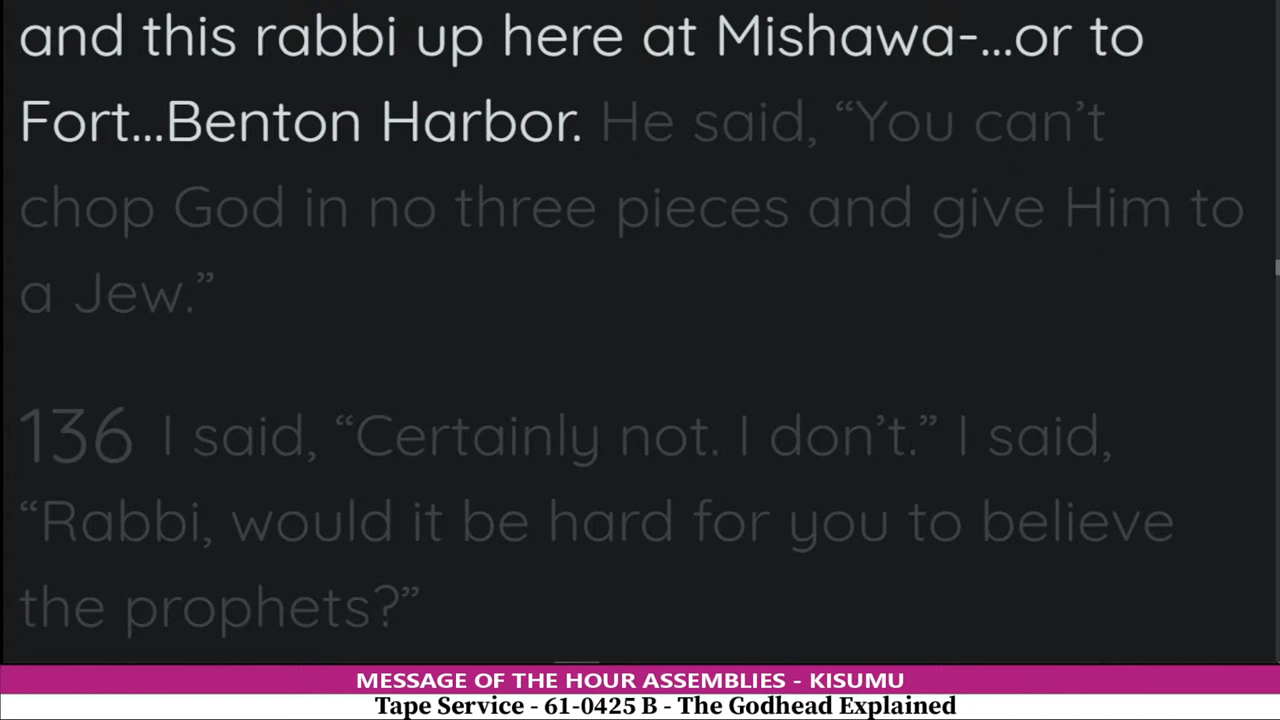 and this rabbi up here at Mishawa-...or to
Fort...Benton Harbor. He said, “You can’t
chop God in no three pieces and give Him to
a Jew.”
136 I said, “Certainly not. I don’t.” I said,
“Rabbi, would it be hard for you to believe
the prophets?”
MESSAGE OF THE HOUR ASSEMBLIES - KISUMU
Tape Service - 61-0425 B - The Godhead Explained